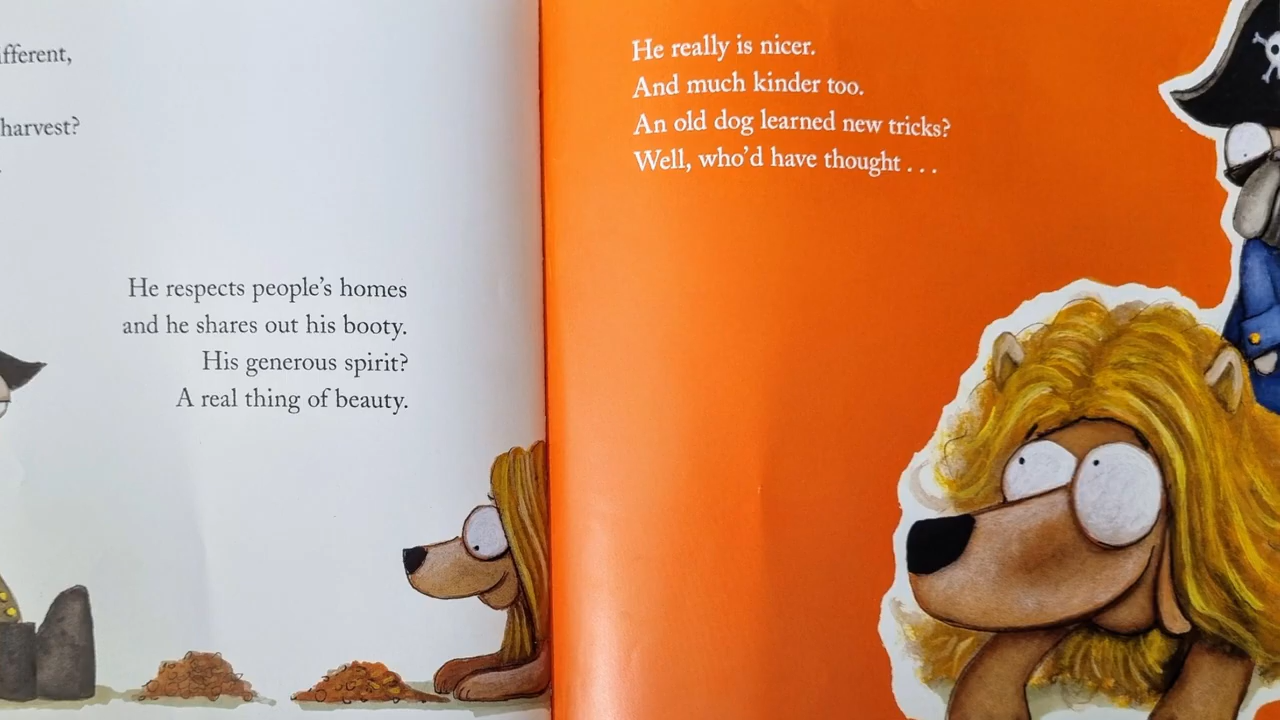 different,
harvest?
He respects people's homes
and he shares out his booty.
His generous spirit?
A real thing of beauty.
He really is nicer.
And much kinder too.
An old dog learned new tricks?
Well, who'd have thought . . .